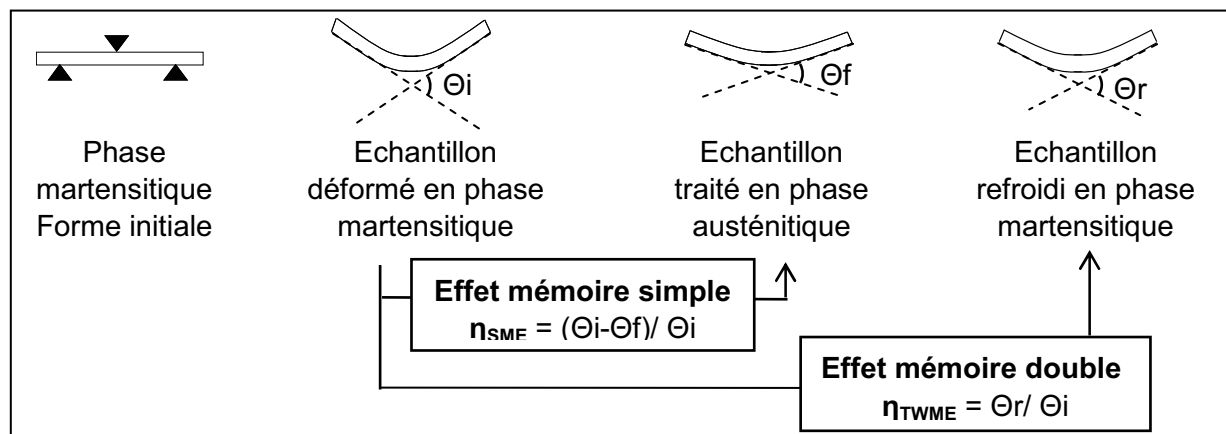 Θi
Θf
Θr
Phase
martensitique
Forme initiale
Echantillon
déformé en phase
martensitique
Echantillon
traité en phase
austénitique
Echantillon
refroidi en phase
martensitique
Effet mémoire simple
ηSME = (Θi-Θf)/ Θi
Effet mémoire double
ηTWME = Θr/ Θi